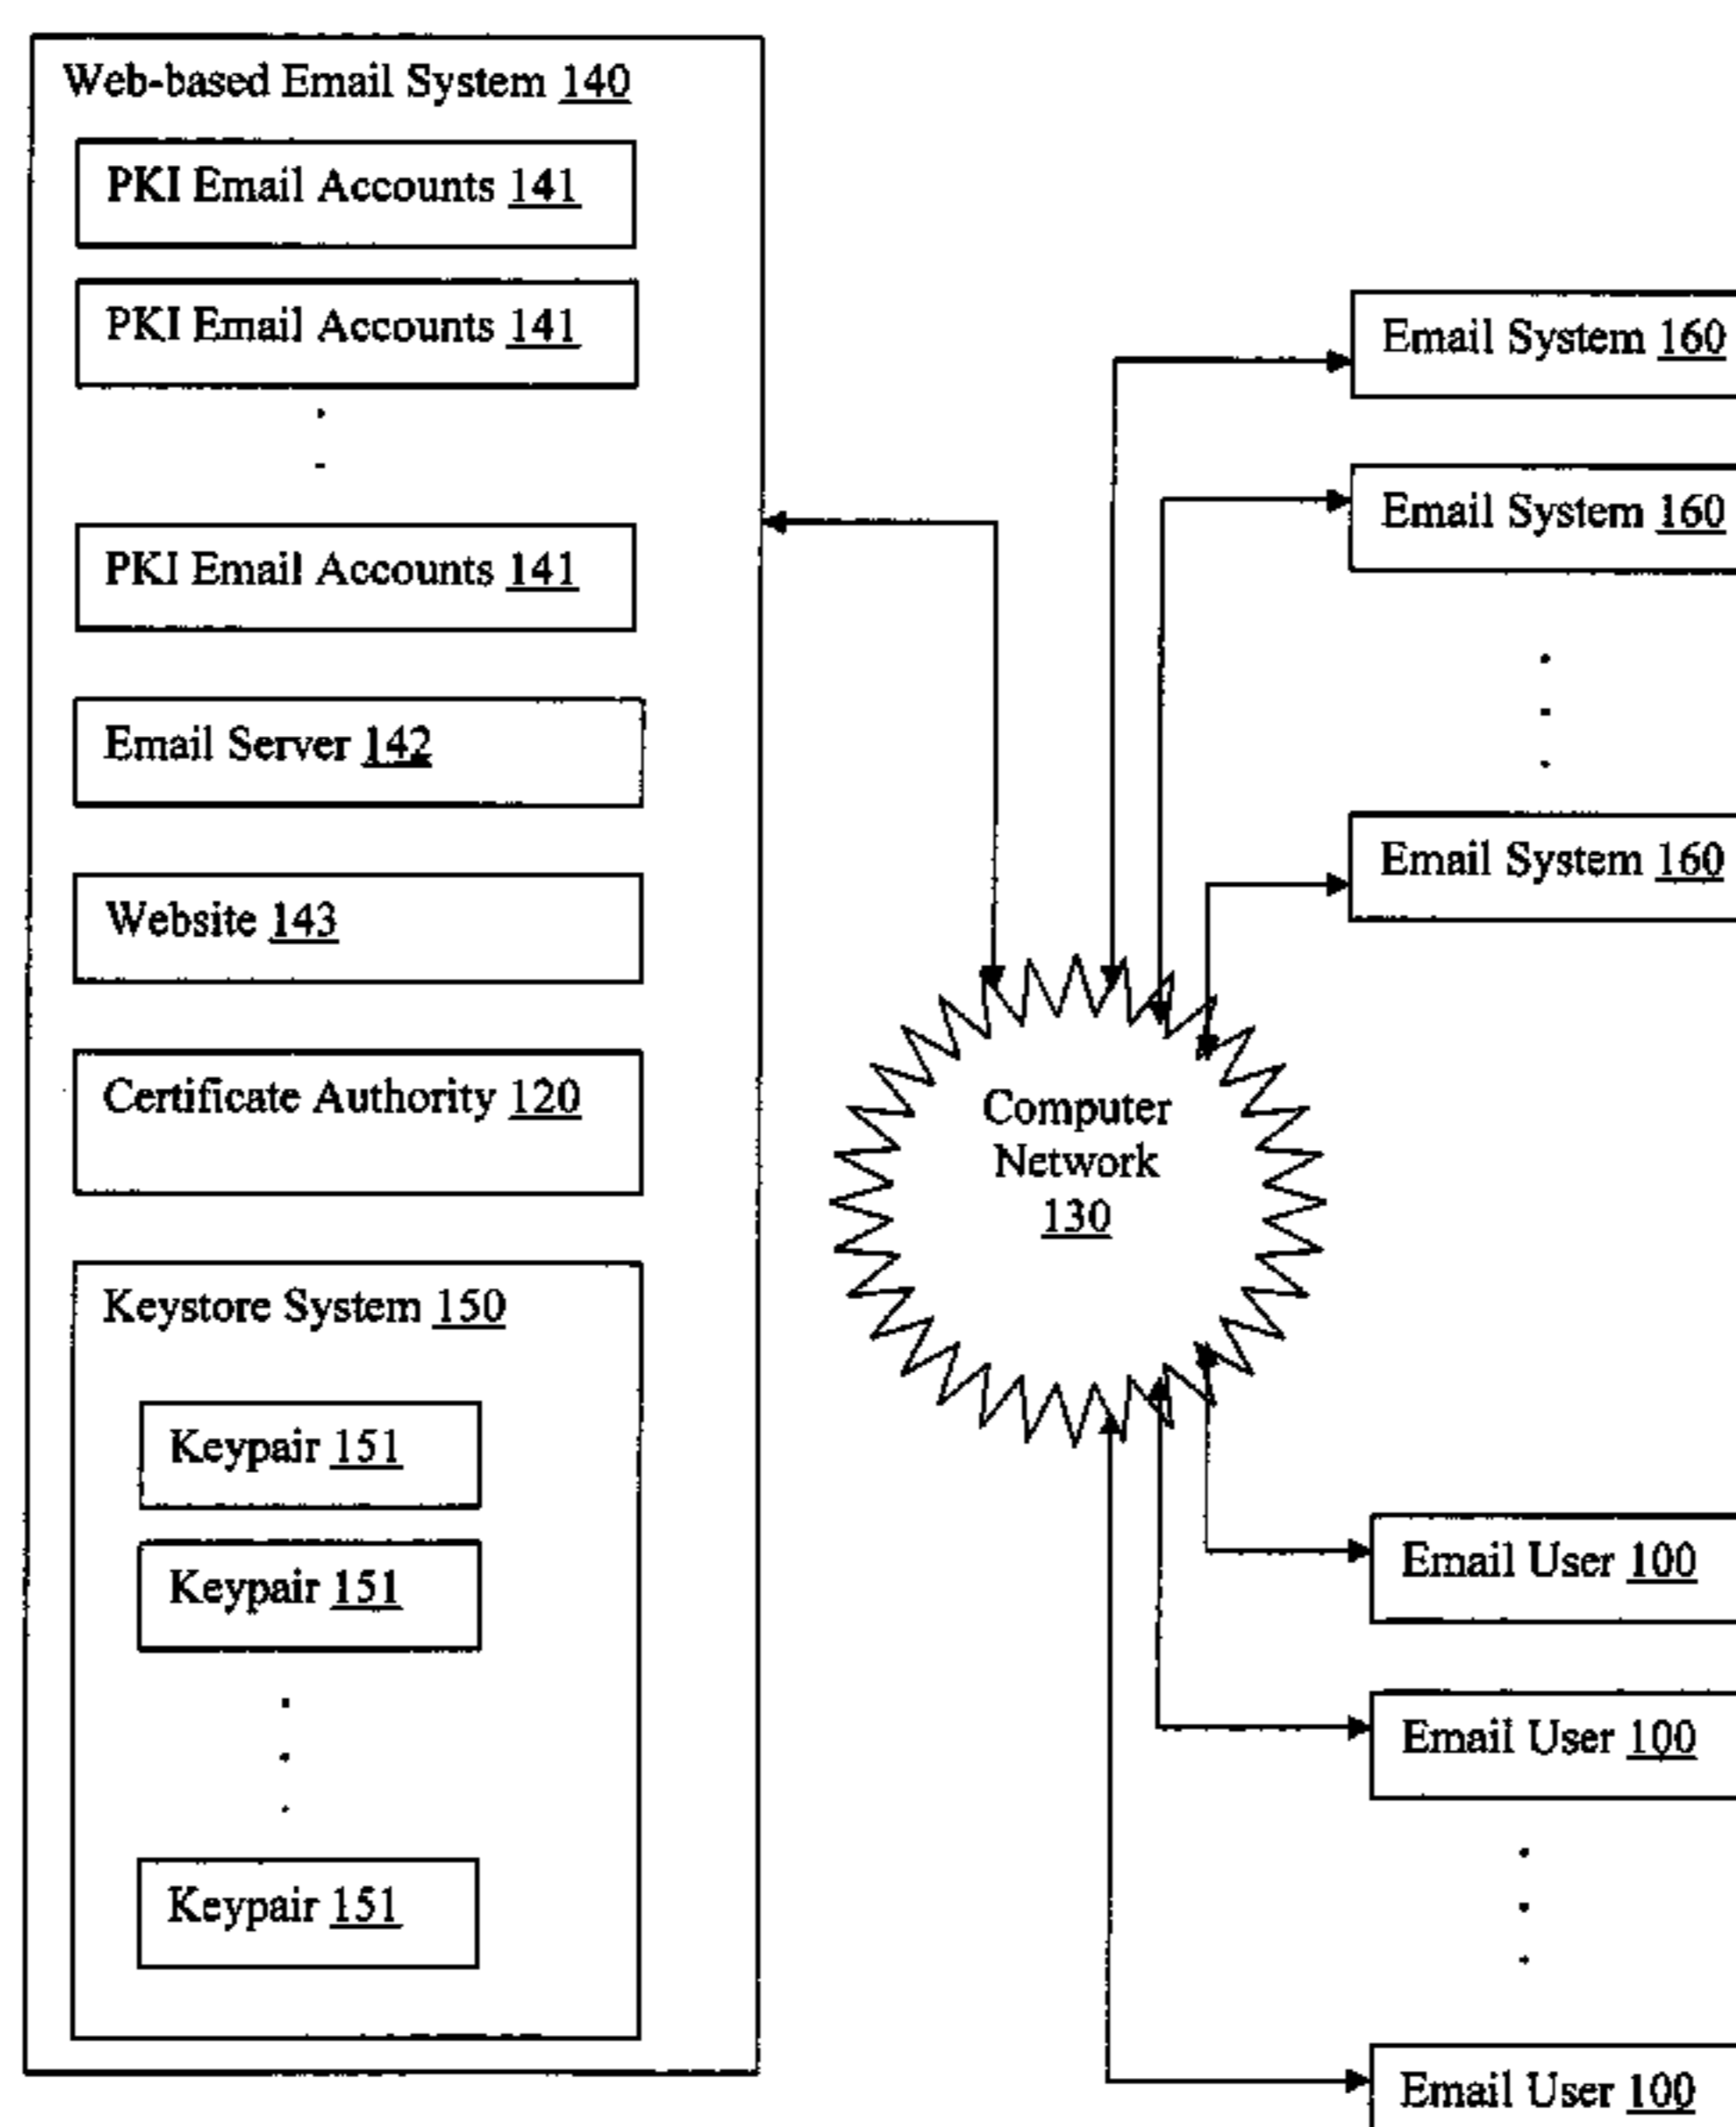 Web-based Email System 140
PKI Email Accounts 141
PKI Email Accounts 141
PKI Email Accounts 141
Email Server 142
Website 143
Certificate Authority 120
Keystore System 150
Keypair 151
Keypair 151
Keypair 151
Computer
Network
130
Email System 160
Email System 160
Email System 160
Email User 100
Email User 100
Email User 100